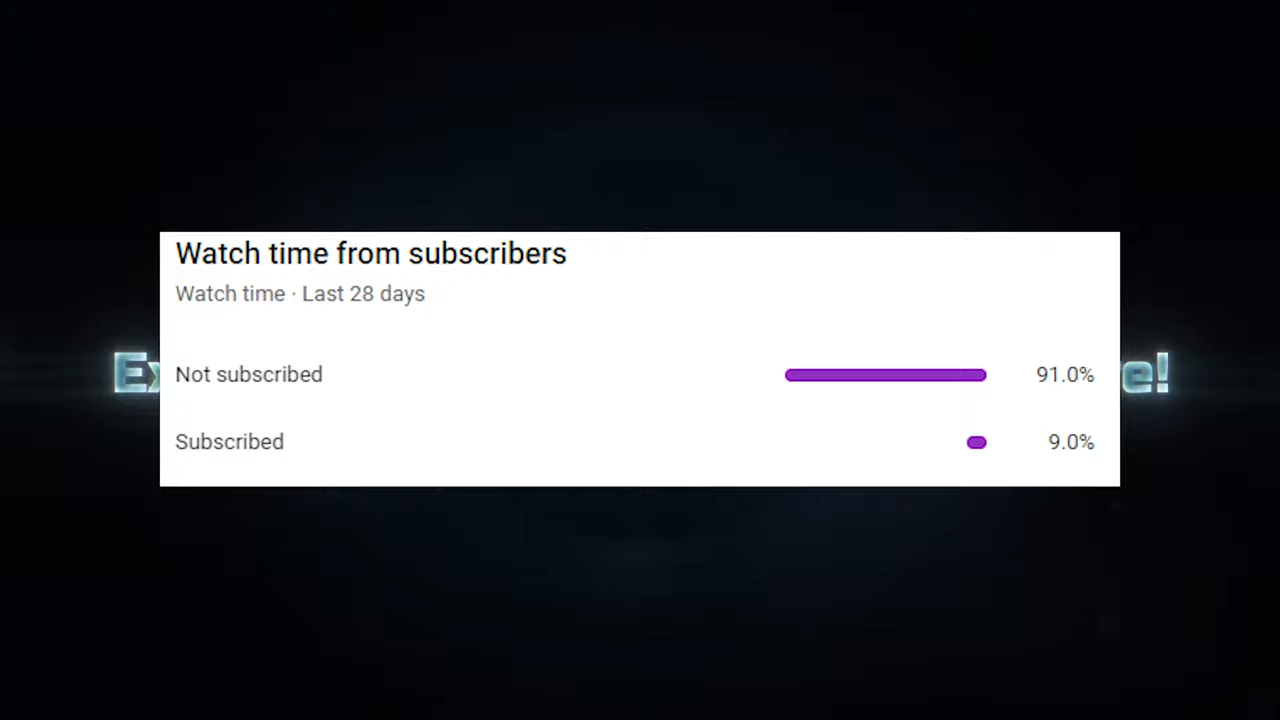 Watch time from subscribers
Watch time · Last 28 days
Not subscribed 91.0%
Subscribed 9.0%